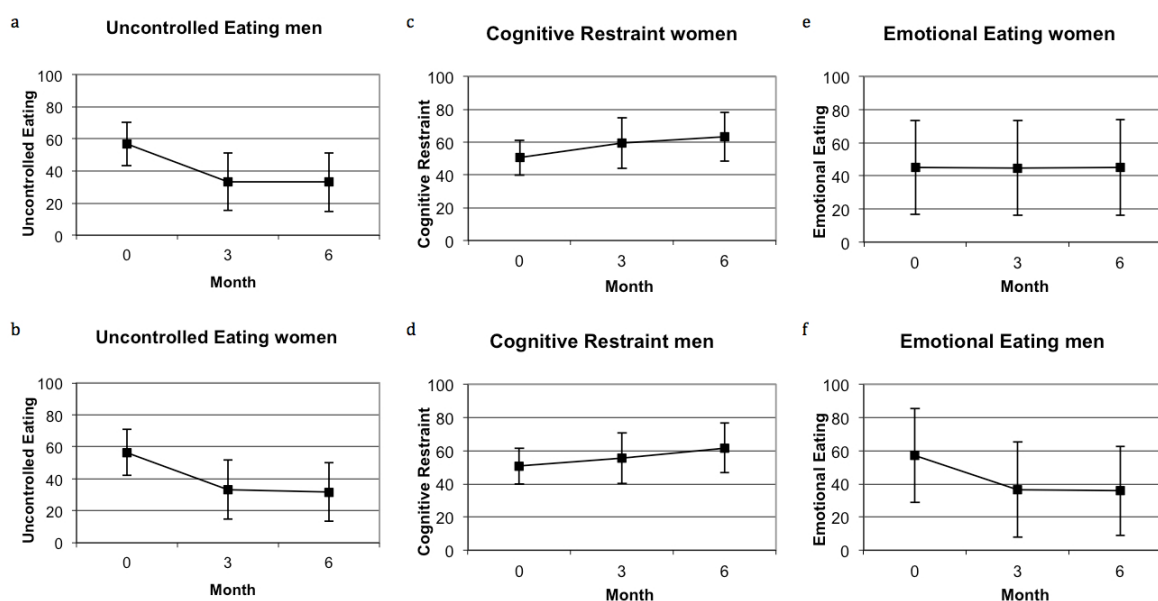 a
Uncontrolled Eating men
Uncontrolled Eating
100
80
60
40
20
0
0 3 6
Month
c
Cognitive Restraint women
Cognitive Restraint
100
80
60
40
20
0
0 3 6
Month
e
Emotional Eating women
Emotional Eating
100
80
60
40
20
0
0 3 6
Month
b
Uncontrolled Eating women
Uncontrolled Eating
100
80
60
40
20
0
0 3 6
Month
d
Cognitive Restraint men
Cognitive Restraint
100
80
60
40
20
0
0 3 6
Month
f
Emotional Eating men
Emotional Eating
100
80
60
40
20
0
0 3 6
Month